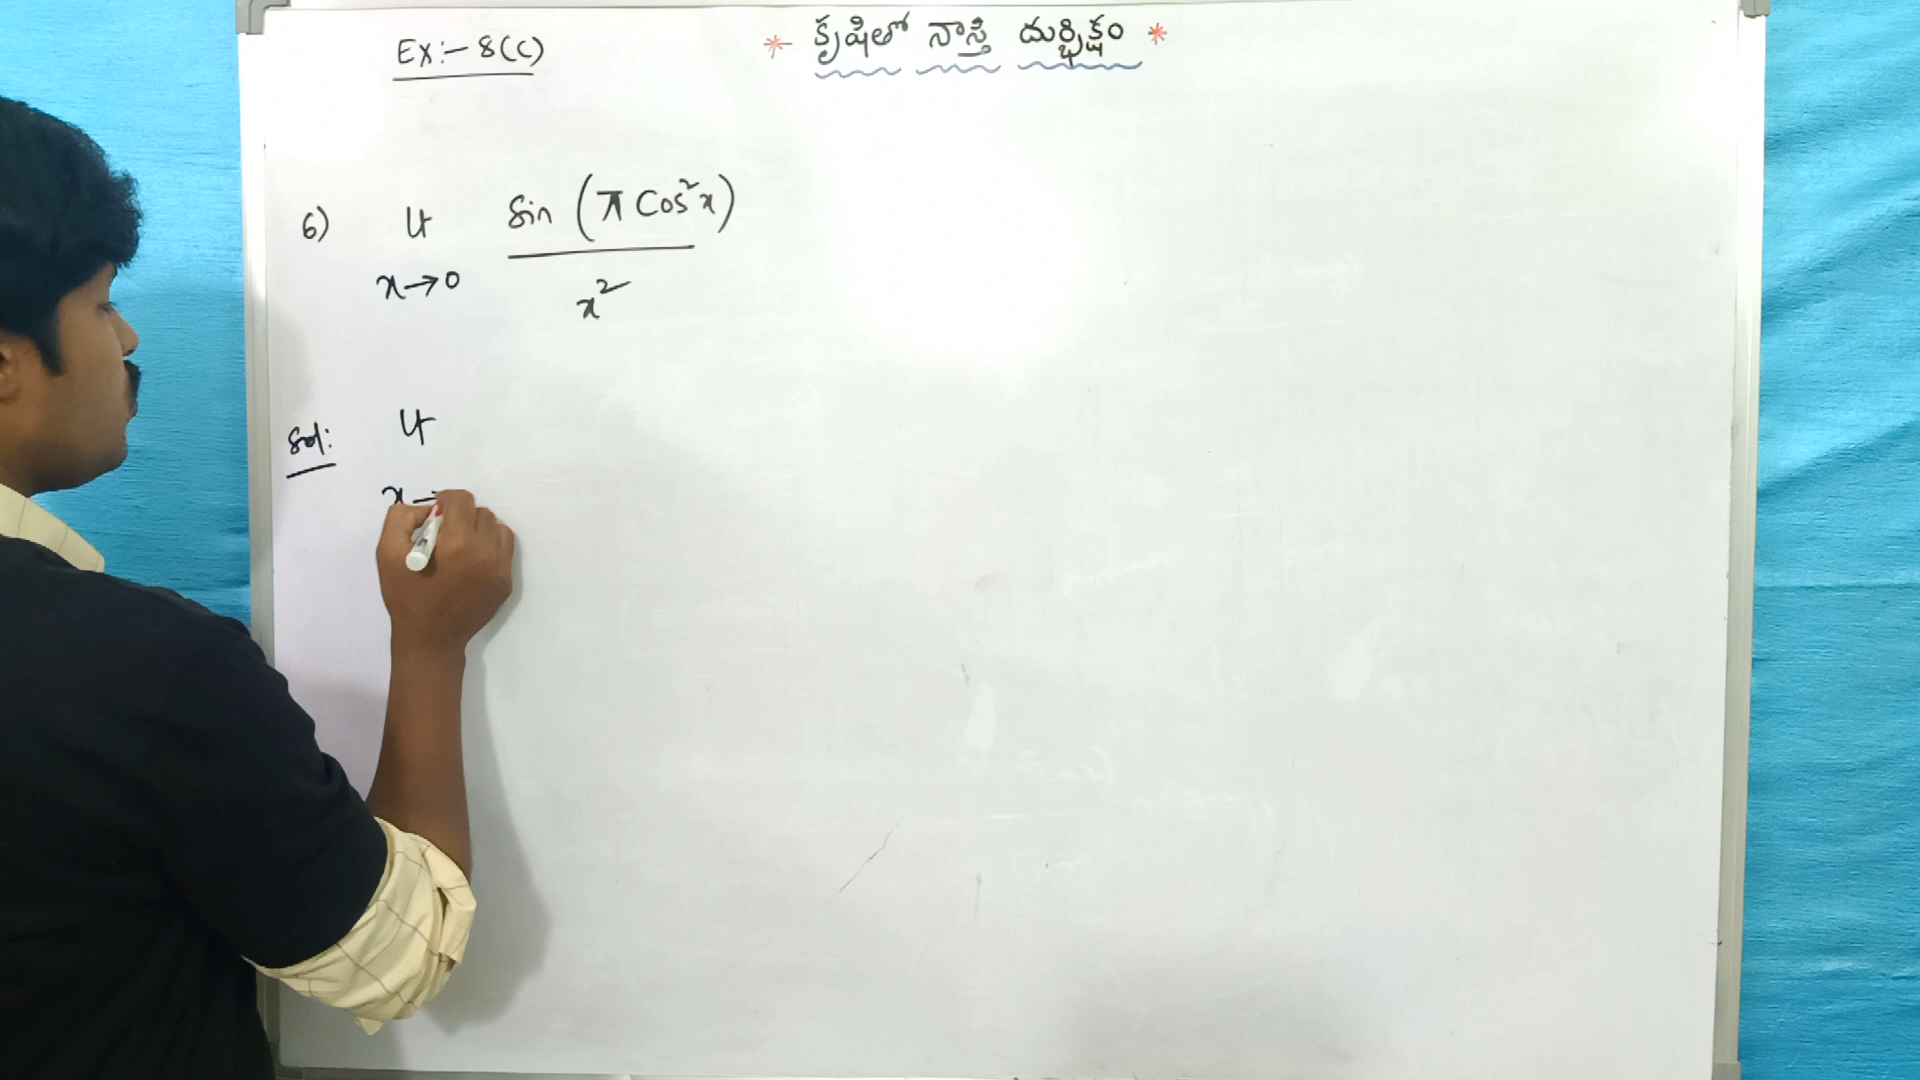 Ex:- 8(c)
* కృషితో నాస్తి దుర్భిక్షం *
6) Lt sin (π Cos²x)
x→0 x²
Sol: Lt
x→